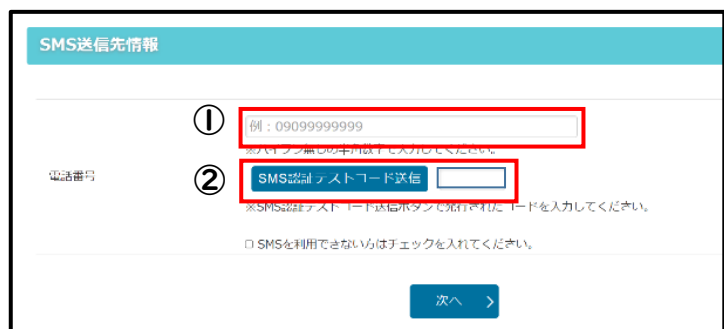 SMS送信先情報
①
例：09099999999
※ハイフン無しの半角数字で入力してください。
電話番号
②
SMS認証テストコード送信
※SMS認証テストコード送信ボタンで発行されたコードを入力してください。
□ SMSを利用できない方はチェックを入れてください。
次へ >